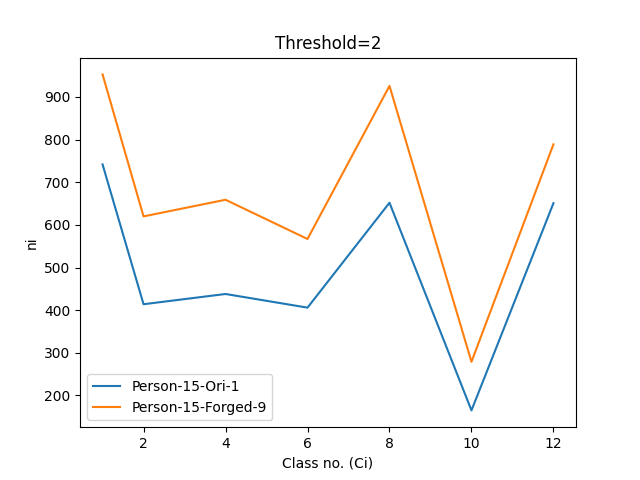 Threshold=2
ni
900
800
700
600
500
400
300
200
Person-15-Ori-1
Person-15-Forged-9
2 4 6 8 10 12
Class no. (Ci)